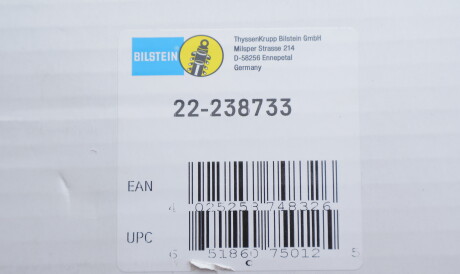 BILSTEIN
ThyssenKrupp Bilstein GmbH
Milsper Strasse 214
D-58256 Ennepetal
Germany
22-238733
EAN
4 025258 748326
UPC
6 51860 75012 5
C